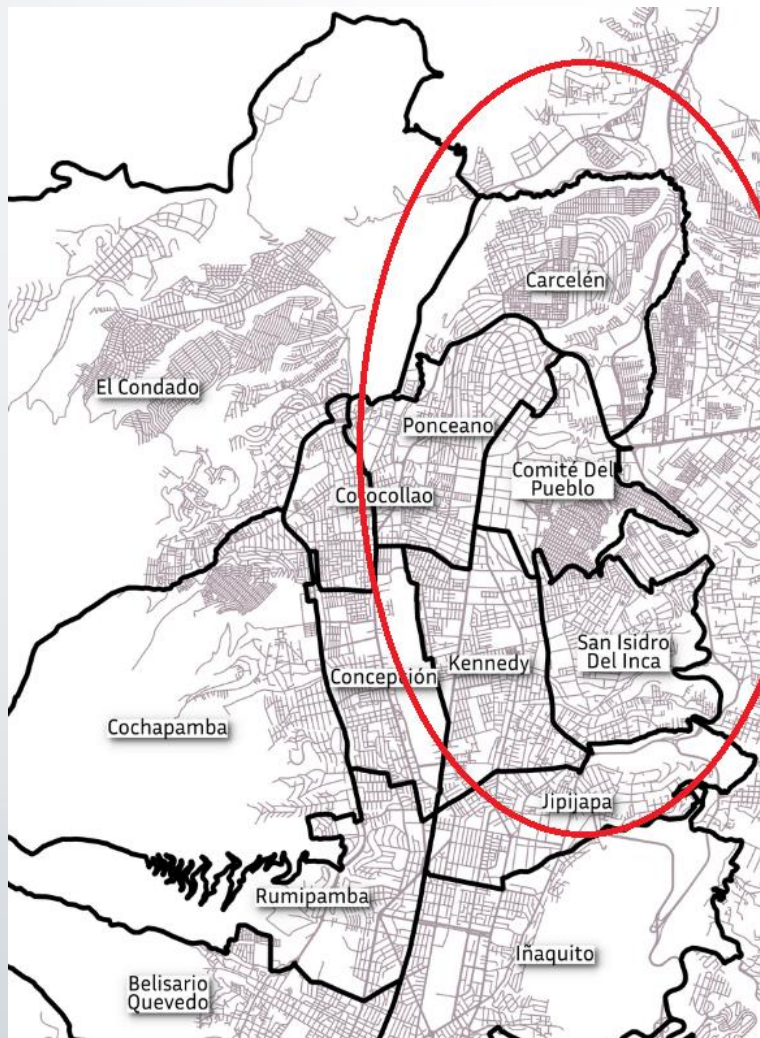 Carcelén
El Condado
Ponceano
Comité Del
Pueblo
Cotocollao
San Isidro
Del Inca
Kennedy
Concepción
Cochapamba
Jipijapa
Rumipamba
Iñaquito
Belisario
Quevedo